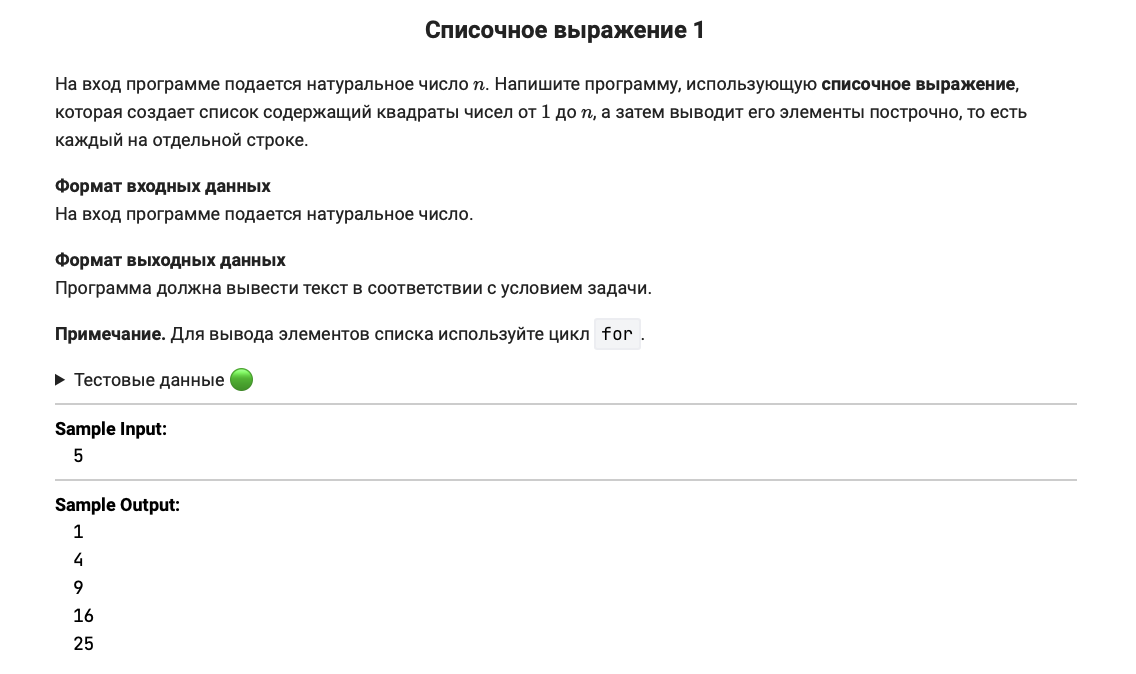 Списочное выражение 1
На вход программе подается натуральное число n. Напишите программу, использующую списочное выражение,
которая создает список содержащий квадраты чисел от 1 до n, а затем выводит его элементы построчно, то есть
каждый на отдельной строке.
Формат входных данных
На вход программе подается натуральное число.
Формат выходных данных
Программа должна вывести текст в соответствии с условием задачи.
Примечание. Для вывода элементов списка используйте цикл for.
Тестовые данные
Sample Input:
5
Sample Output:
1
4
9
16
25